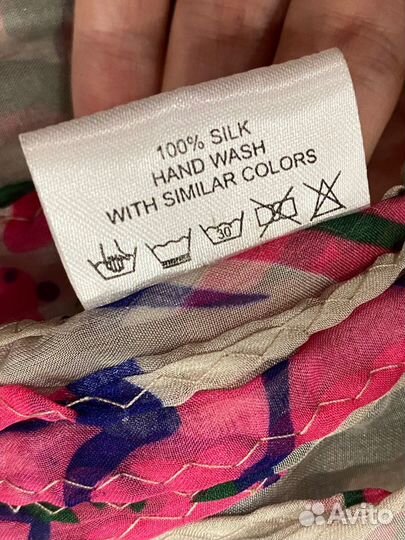 100% SILK
HAND WASH
WITH SIMILAR COLORS
30°
Avito